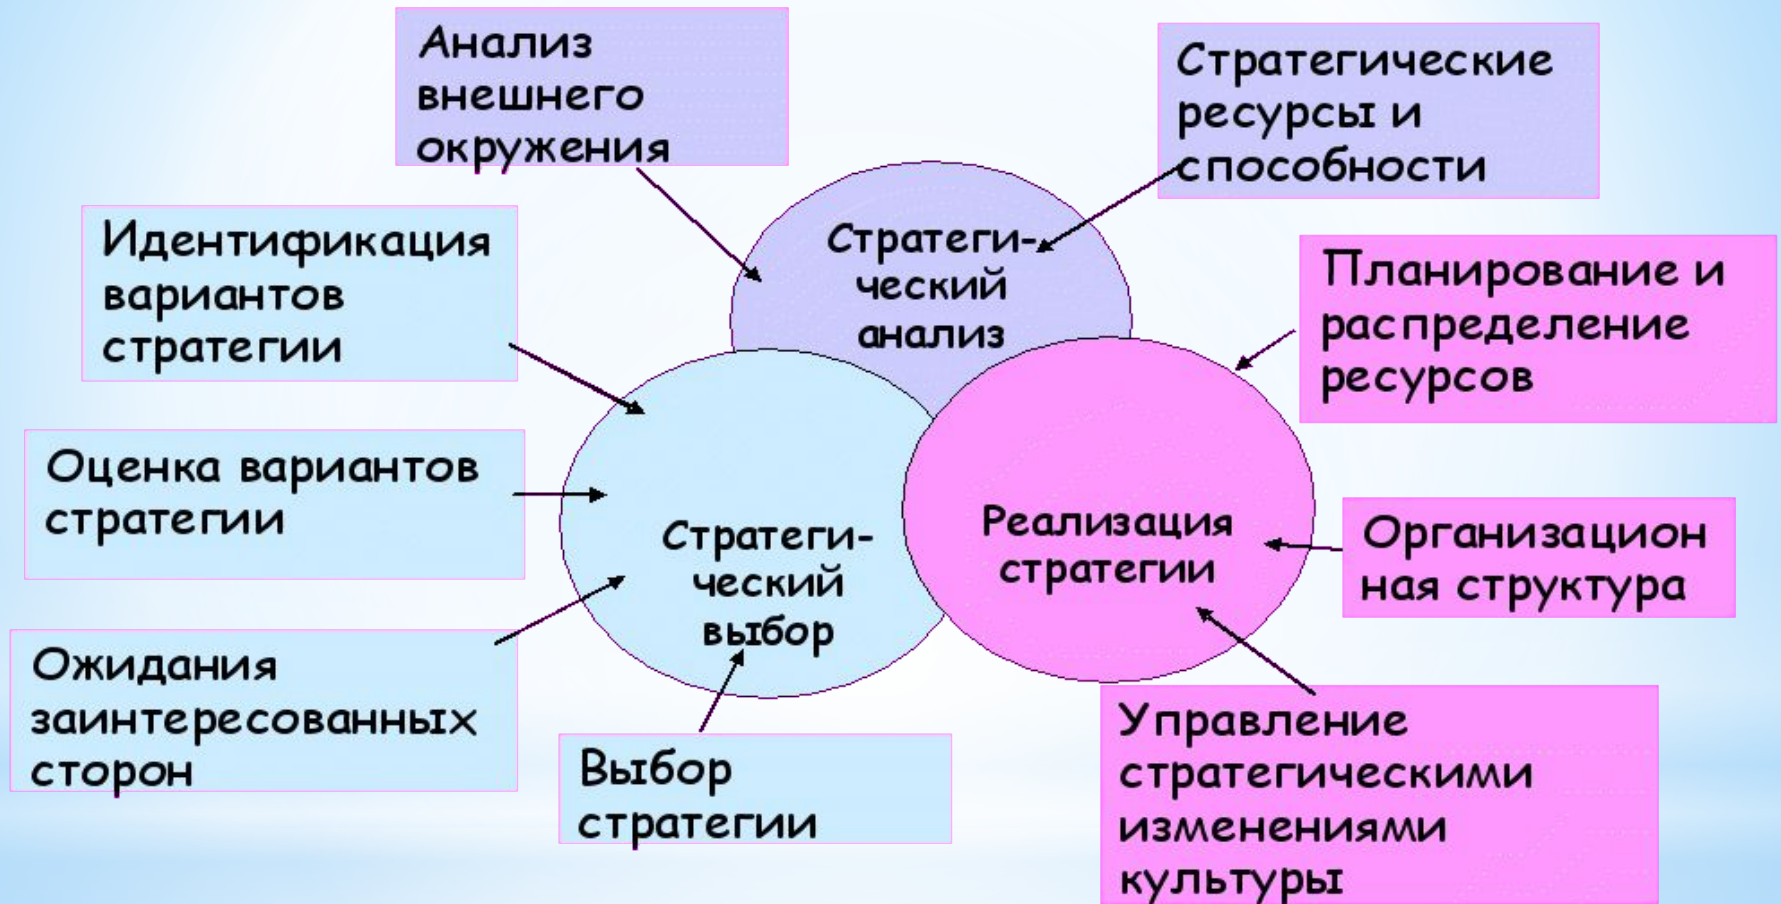 Анализ
внешнего
окружения
Стратегические
ресурсы и
способности
Идентификация
вариантов
стратегии
Стратеги-
ческий
анализ
Планирование и
распределение
ресурсов
Оценка вариантов
стратегии
Стратеги-
ческий
выбор
Реализация
стратегии
Организацион
ная структура
Ожидания
заинтересованных
сторон
Выбор
стратегии
Управление
стратегическими
изменениями
культуры